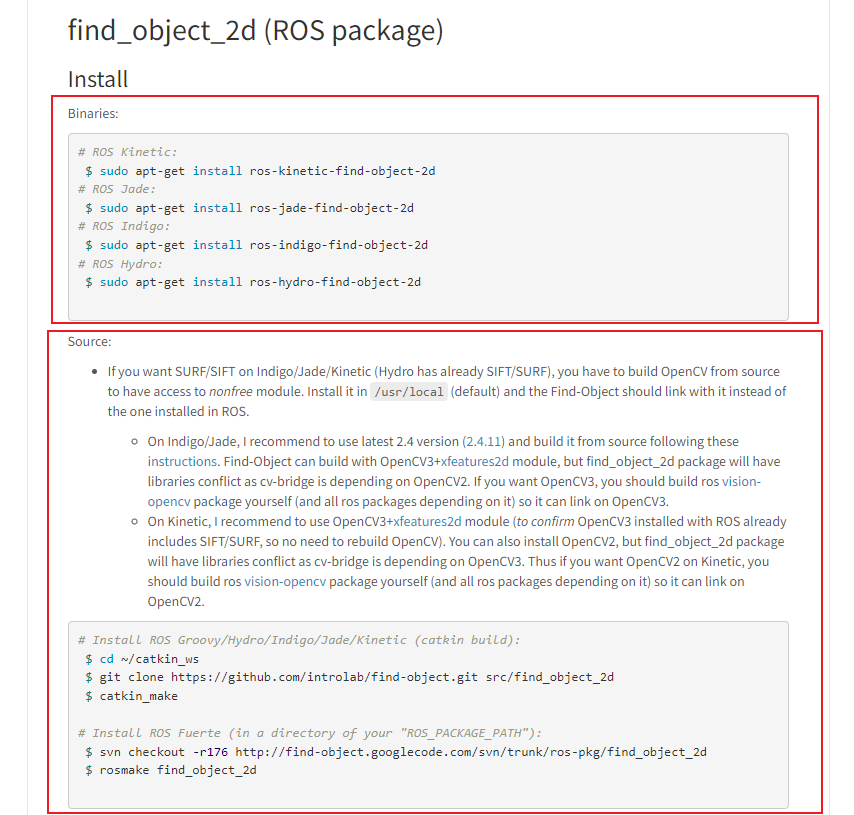 find_object_2d (ROS package)
Install
Binaries:
# ROS Kinetic:
$ sudo apt-get install ros-kinetic-find-object-2d
# ROS Jade:
$ sudo apt-get install ros-jade-find-object-2d
# ROS Indigo:
$ sudo apt-get install ros-indigo-find-object-2d
# ROS Hydro:
$ sudo apt-get install ros-hydro-find-object-2d
Source:
• If you want SURF/SIFT on Indigo/Jade/Kinetic (Hydro has already SIFT/SURF), you have to build OpenCV from source
to have access to nonfree module. Install it in /usr/local (default) and the Find-Object should link with it instead of
the one installed in ROS.
○ On Indigo/Jade, I recommend to use latest 2.4 version (2.4.11) and build it from source following these
instructions. Find-Object can build with OpenCV3+xfeatures2d module, but find_object_2d package will have
libraries conflict as cv-bridge is depending on OpenCV2. If you want OpenCV3, you should build ros vision-
opencv package yourself (and all ros packages depending on it) so it can link on OpenCV3.
○ On Kinetic, I recommend to use OpenCV3+xfeatures2d module (to confirm OpenCV3 installed with ROS already
includes SIFT/SURF, so no need to rebuild OpenCV). You can also install OpenCV2, but find_object_2d package
will have libraries conflict as cv-bridge is depending on OpenCV3. Thus if you want OpenCV2 on Kinetic, you
should build ros vision-opencv package yourself (and all ros packages depending on it) so it can link on
OpenCV2.
# Install ROS Groovy/Hydro/Indigo/Jade/Kinetic (catkin build):
$ cd ~/catkin_ws
$ git clone https://github.com/introlab/find-object.git src/find_object_2d
$ catkin_make
# Install ROS Fuerte (in a directory of your "ROS_PACKAGE_PATH"):
$ svn checkout -r176 http://find-object.googlecode.com/svn/trunk/ros-pkg/find_object_2d
$ rosmake find_object_2d